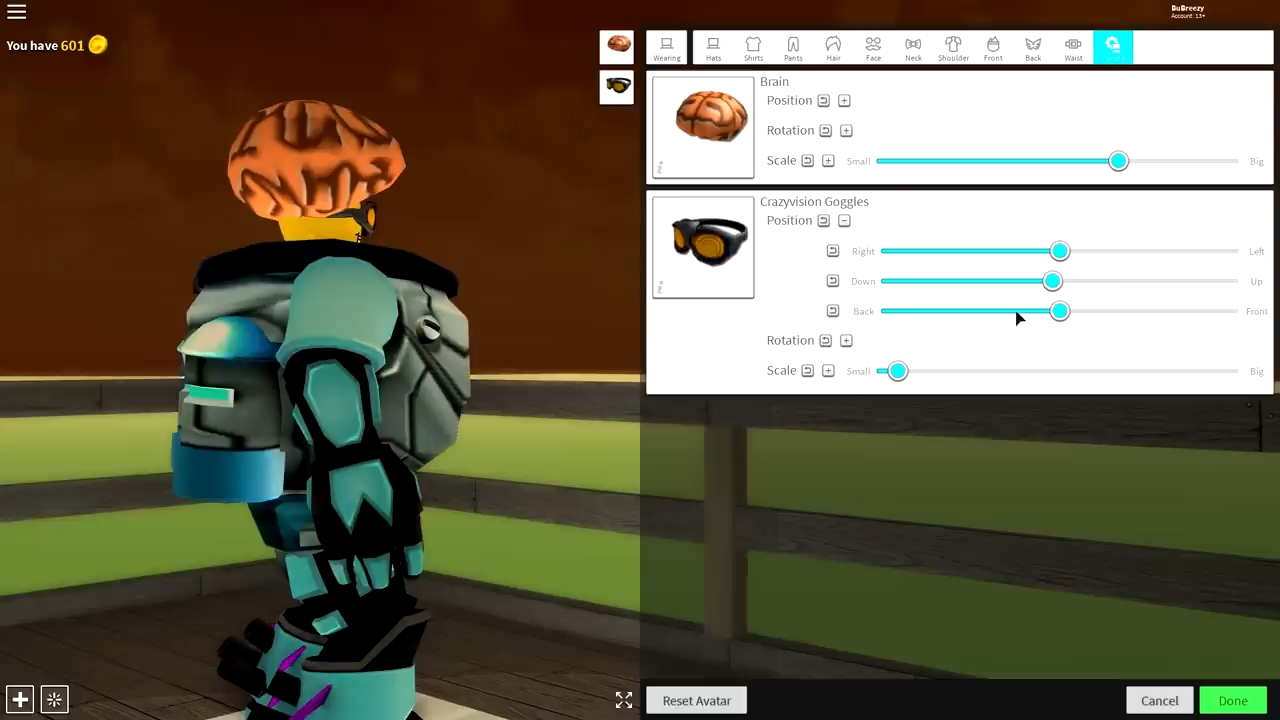 BuBreezy
Account: 13+
You have 601
Wearing Hats Shirts Pants Hair Face Neck Shoulder Front Back Waist
Brain
Position
Rotation
Scale Small Big
Crazyvision Goggles
Position
Right Left
Down Up
Back Front
Rotation
Scale Small Big
Reset Avatar Cancel Done